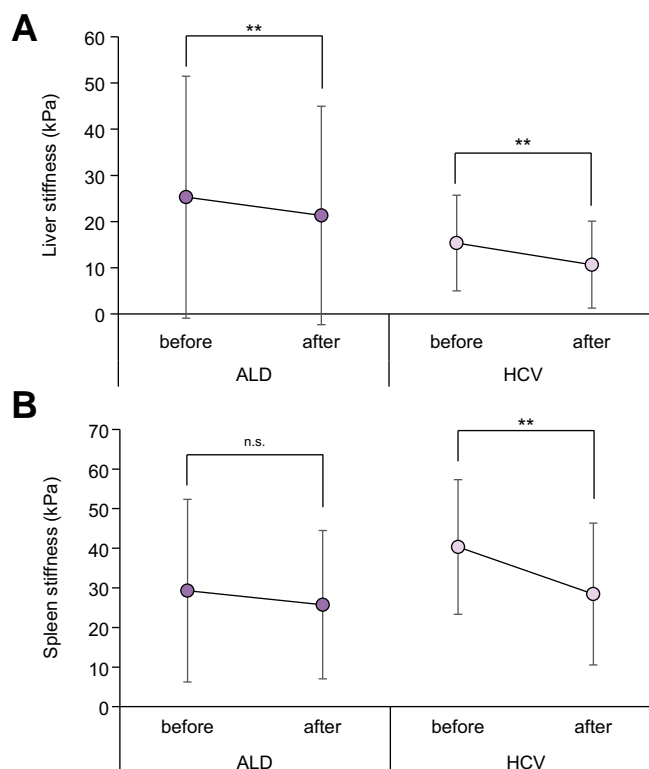 A
Liver stiffness (kPa)
60
50
40
30
20
10
0
**
**
before after before after
ALD HCV
B
Spleen stiffness (kPa)
70
60
50
40
30
20
10
0
n.s.
**
before after before after
ALD HCV